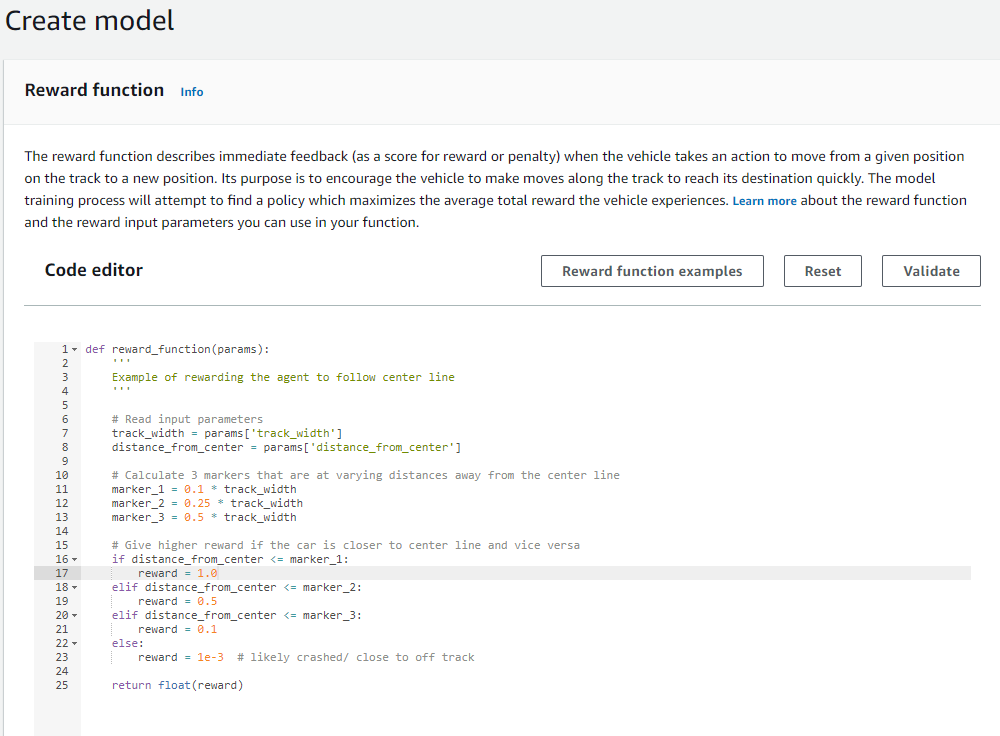 Create model
Reward function Info
The reward function describes immediate feedback (as a score for reward or penalty) when the vehicle takes an action to move from a given position
on the track to a new position. Its purpose is to encourage the vehicle to make moves along the track to reach its destination quickly. The model
training process will attempt to find a policy which maximizes the average total reward the vehicle experiences. Learn more about the reward function
and the reward input parameters you can use in your function.
Code editor Reward function examples Reset Validate
1 def reward_function(params):
2     '''
3     Example of rewarding the agent to follow center line
4     '''
5
6     # Read input parameters
7     track_width = params['track_width']
8     distance_from_center = params['distance_from_center']
9
10     # Calculate 3 markers that are at varying distances away from the center line
11     marker_1 = 0.1 * track_width
12     marker_2 = 0.25 * track_width
13     marker_3 = 0.5 * track_width
14
15     # Give higher reward if the car is closer to center line and vice versa
16     if distance_from_center <= marker_1:
17         reward = 1.0
18     elif distance_from_center <= marker_2:
19         reward = 0.5
20     elif distance_from_center <= marker_3:
21         reward = 0.1
22     else:
23         reward = 1e-3  # likely crashed/ close to off track
24
25     return float(reward)